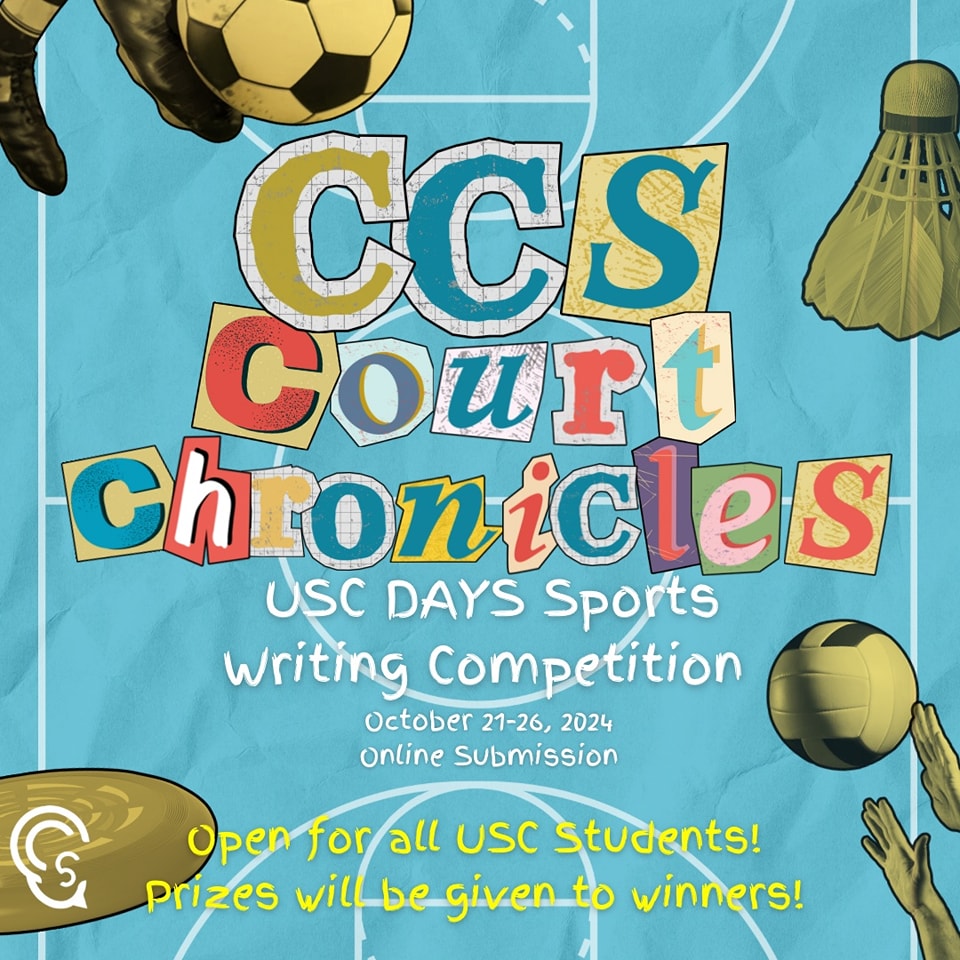 CCS
Court
Chronicles
USC DAYS Sports
Writing Competition
October 21-26, 2024
Online Submission
Open for all USC Students!
Prizes will be given to winners!
CCS